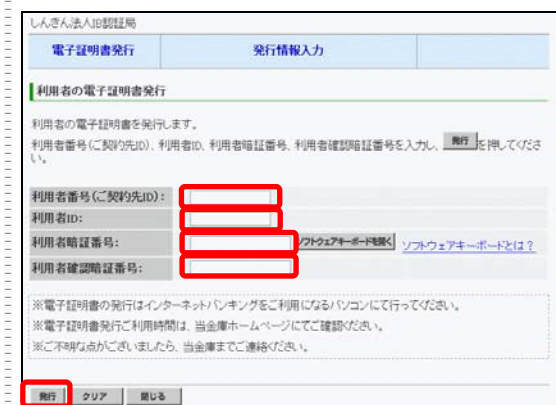 しんきん法人IB認証局
電子証明書発行 発行情報入力
利用者の電子証明書発行
利用者の電子証明書を発行します。
利用者番号(ご契約先ID)、利用者ID、利用者暗証番号、利用者確認暗証番号を入力し、 発行 を押してくださ
い。
利用者番号(ご契約先ID):
利用者ID:
利用者暗証番号: ソフトウェアキーボードを開く ソフトウェアキーボードとは?
利用者確認暗証番号:
※電子証明書の発行はインターネットバンキングをご利用になるパソコンにて行ってください。
※電子証明書発行ご利用時間は、当金庫ホームページにてご確認ください。
※ご不明な点がございましたら、当金庫までご連絡ください。
発行 クリア 閉じる